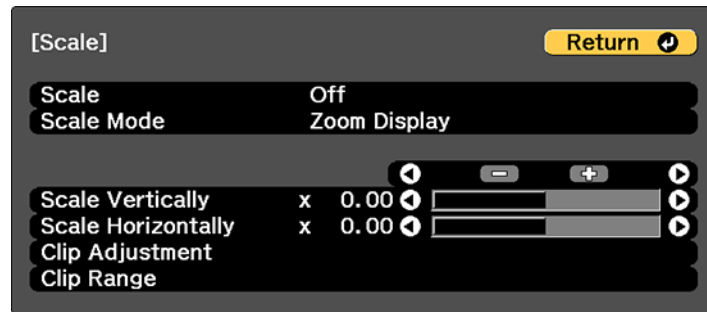 [Scale] Return
Scale Off
Scale Mode Zoom Display
− +
Scale Vertically x 0.00
Scale Horizontally x 0.00
Clip Adjustment
Clip Range